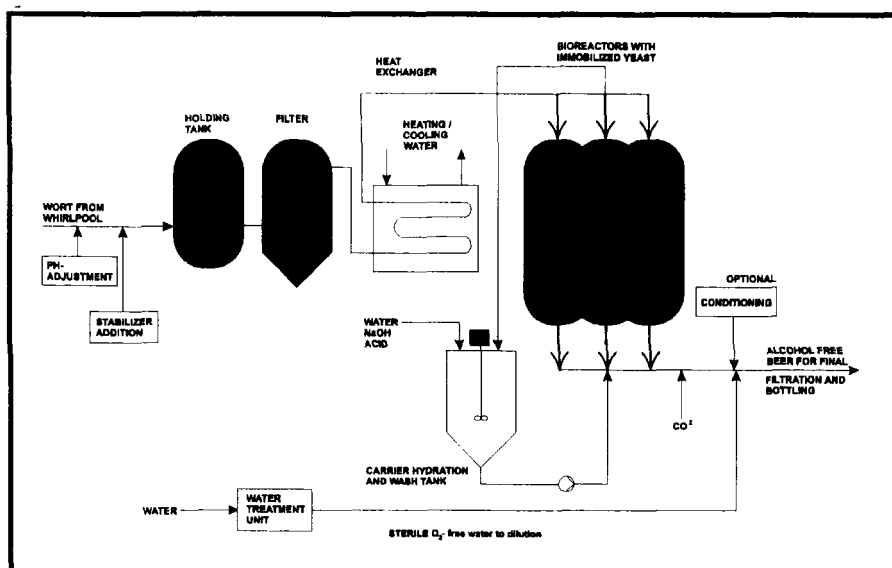 BIOREACTORS WITH
IMMOBILIZED YEAST
HEAT
EXCHANGER
HOLDING
TANK
FILTER
HEATING /
COOLING
WATER
WORT FROM
WHIRLPOOL
PH-
ADJUSTMENT
STABILIZER
ADDITION
WATER
NaOH
ACID
OPTIONAL
CONDITIONING
ALCOHOL FREE
BEER FOR FINAL
FILTRATION AND
BOTTLING
CO²
CARRIER HYDRATION
AND WASH TANK
WATER
WATER
TREATMENT
UNIT
STERILE O₂- free water to dilution